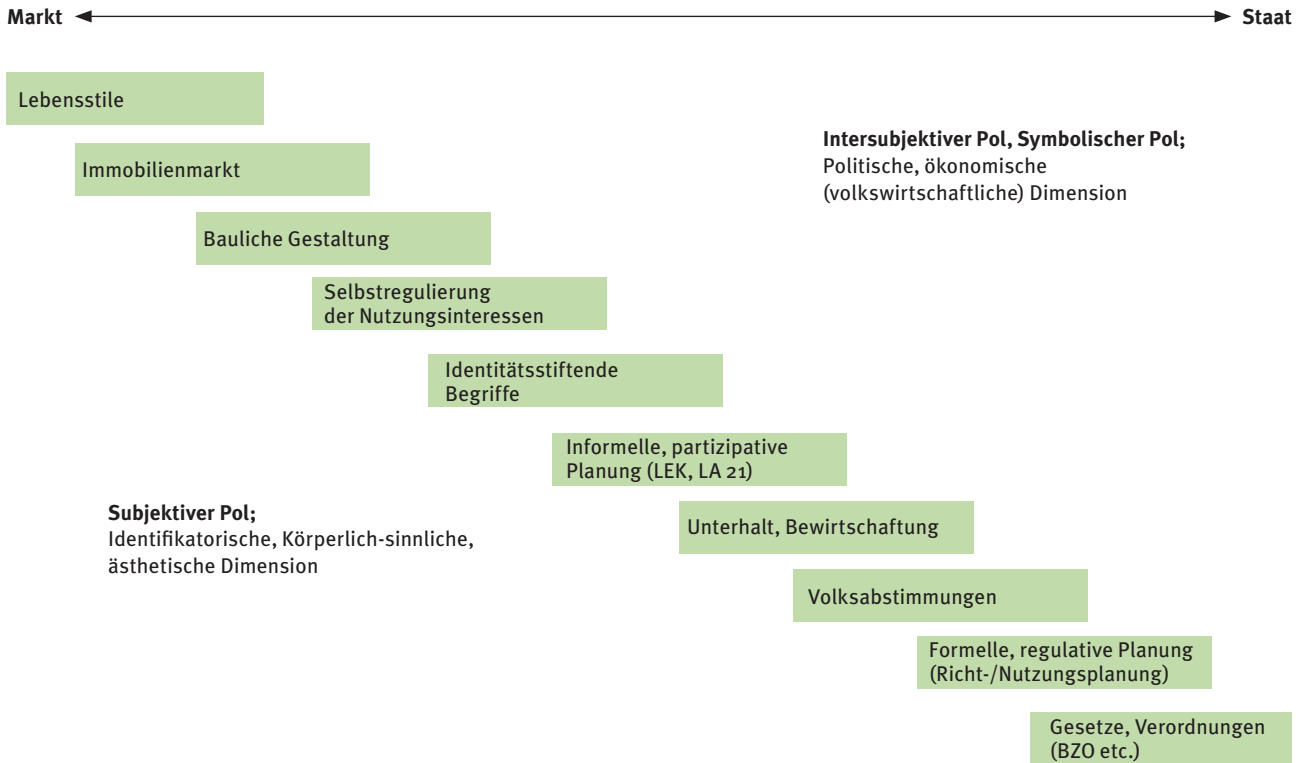 Markt Staat
Lebensstile
Intersubjektiver Pol, Symbolischer Pol;
Politische, ökonomische
(volkswirtschaftliche) Dimension
Immobilienmarkt
Bauliche Gestaltung
Selbstregulierung
der Nutzungsinteressen
Identitätsstiftende
Begriffe
Informelle, partizipative
Planung (LEK, LA 21)
Subjektiver Pol;
Identifikatorische, Körperlich-sinnliche,
ästhetische Dimension
Unterhalt, Bewirtschaftung
Volksabstimmungen
Formelle, regulative Planung
(Richt-/Nutzungsplanung)
Gesetze, Verordnungen
(BZO etc.)